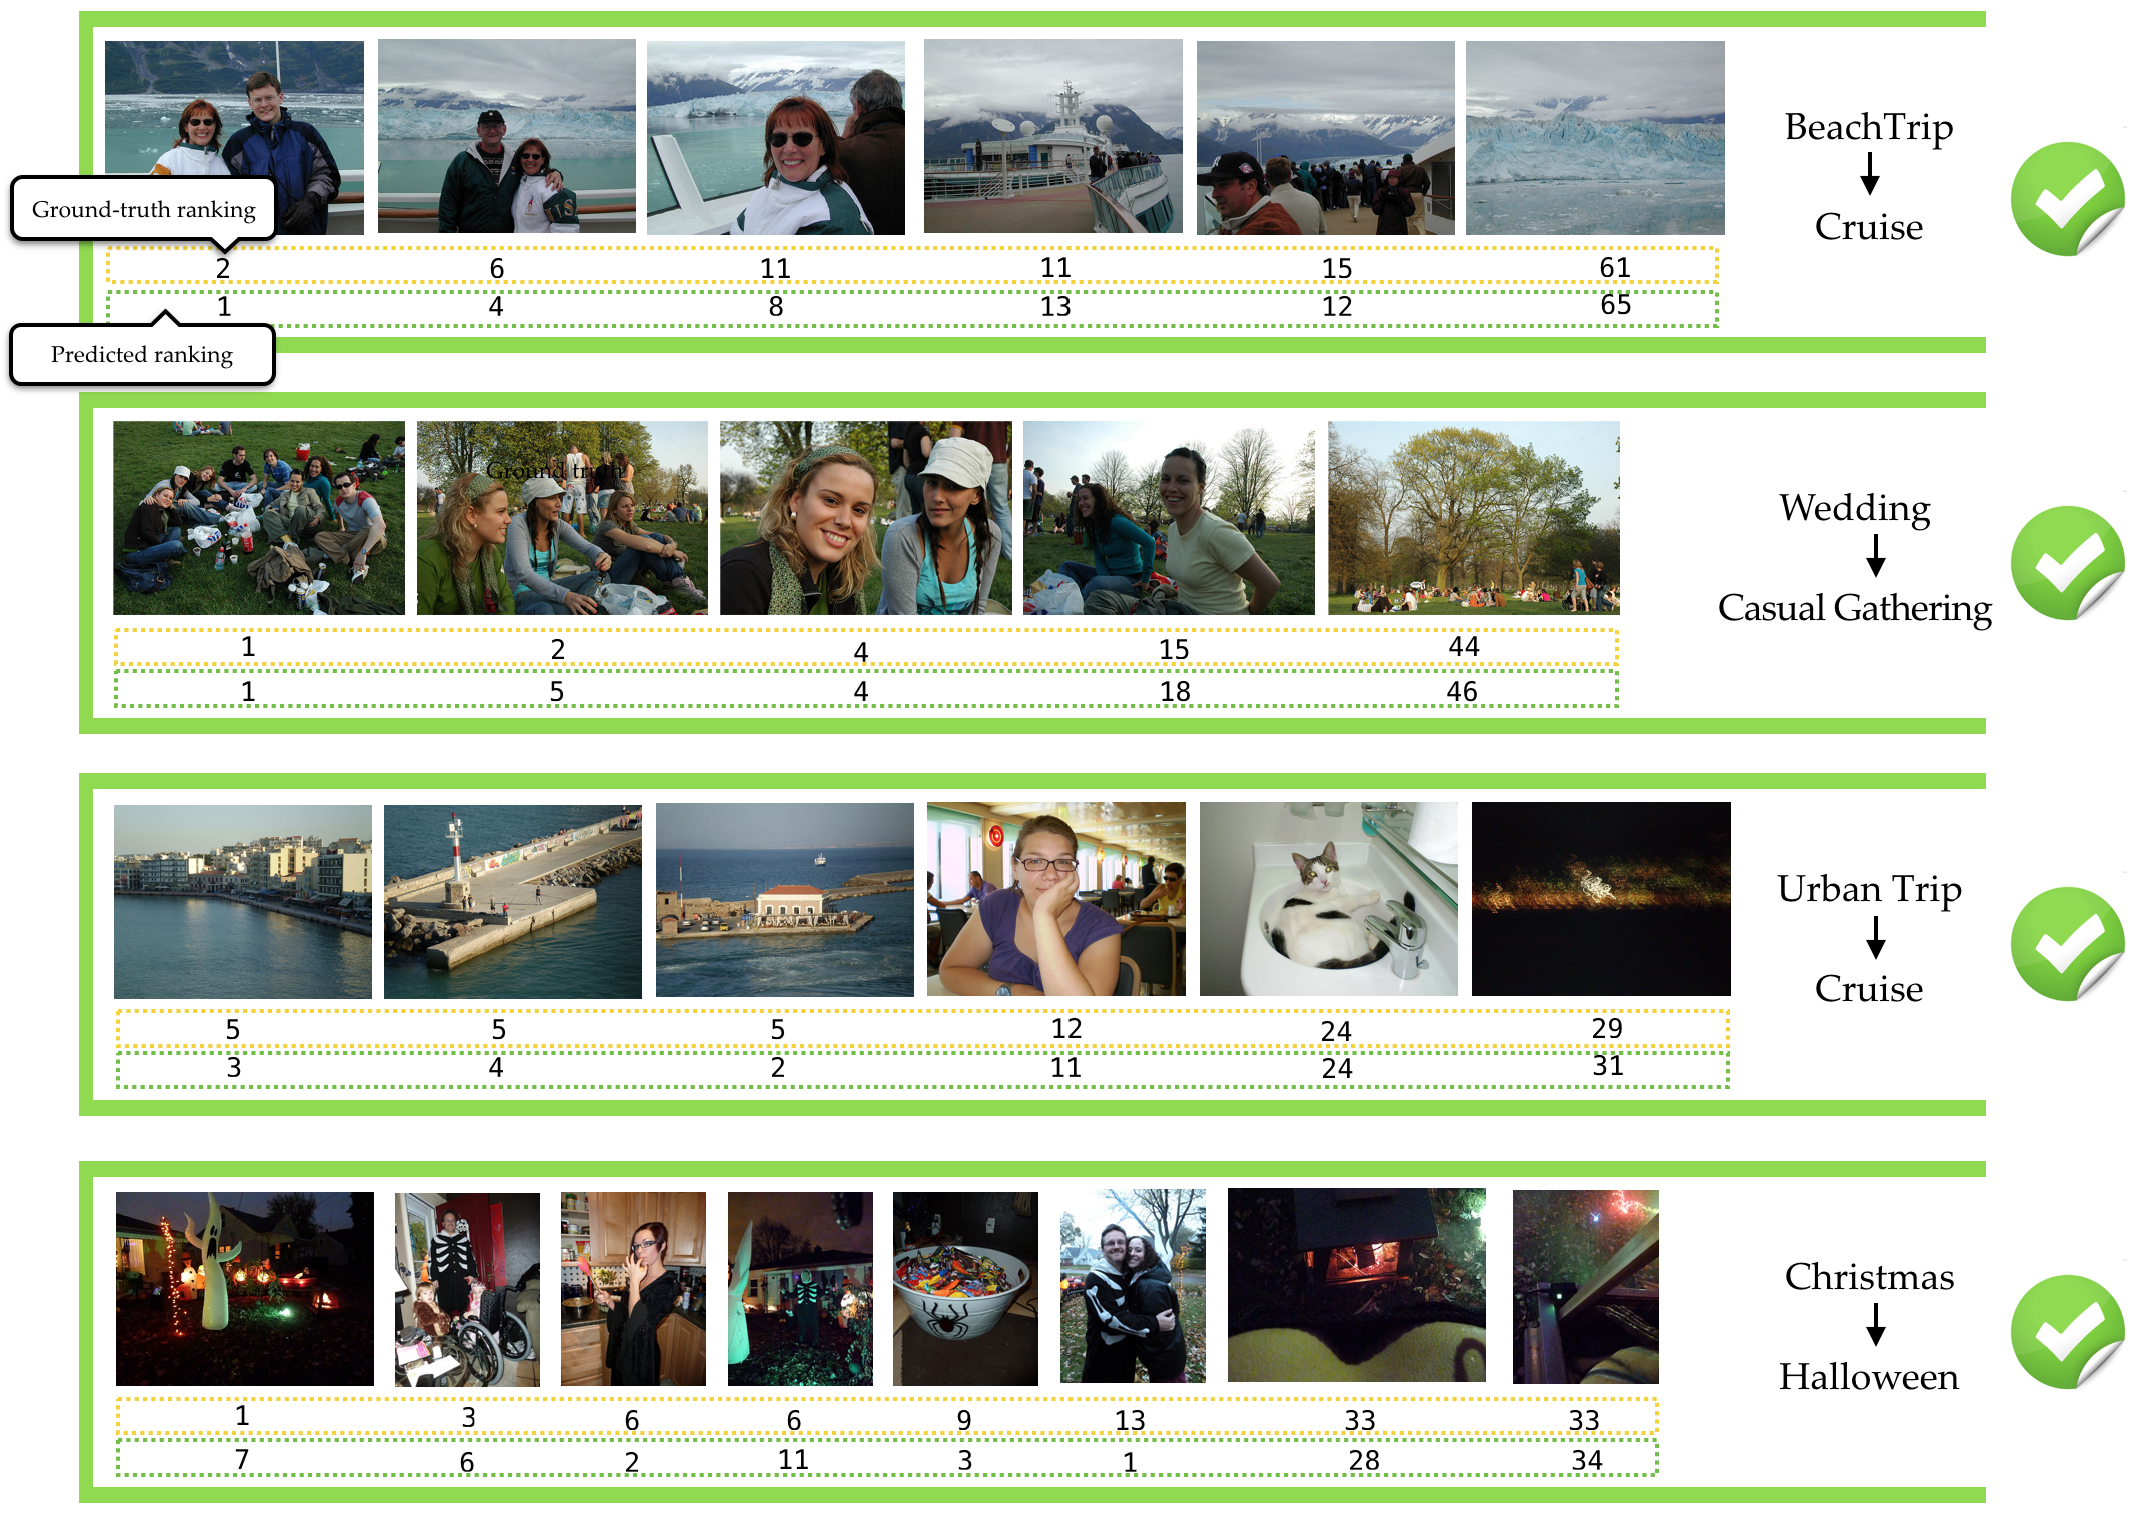 BeachTrip
Cruise
Ground-truth ranking
2 6 11 11 15 61
1 4 8 13 12 65
Predicted ranking
Ground truth
Wedding
Casual Gathering
1 2 4 15 44
1 5 4 18 46
Urban Trip
Cruise
5 5 5 12 24 29
3 4 2 11 24 31
Christmas
Halloween
1 3 6 6 9 13 33 33
7 6 2 11 3 1 28 34